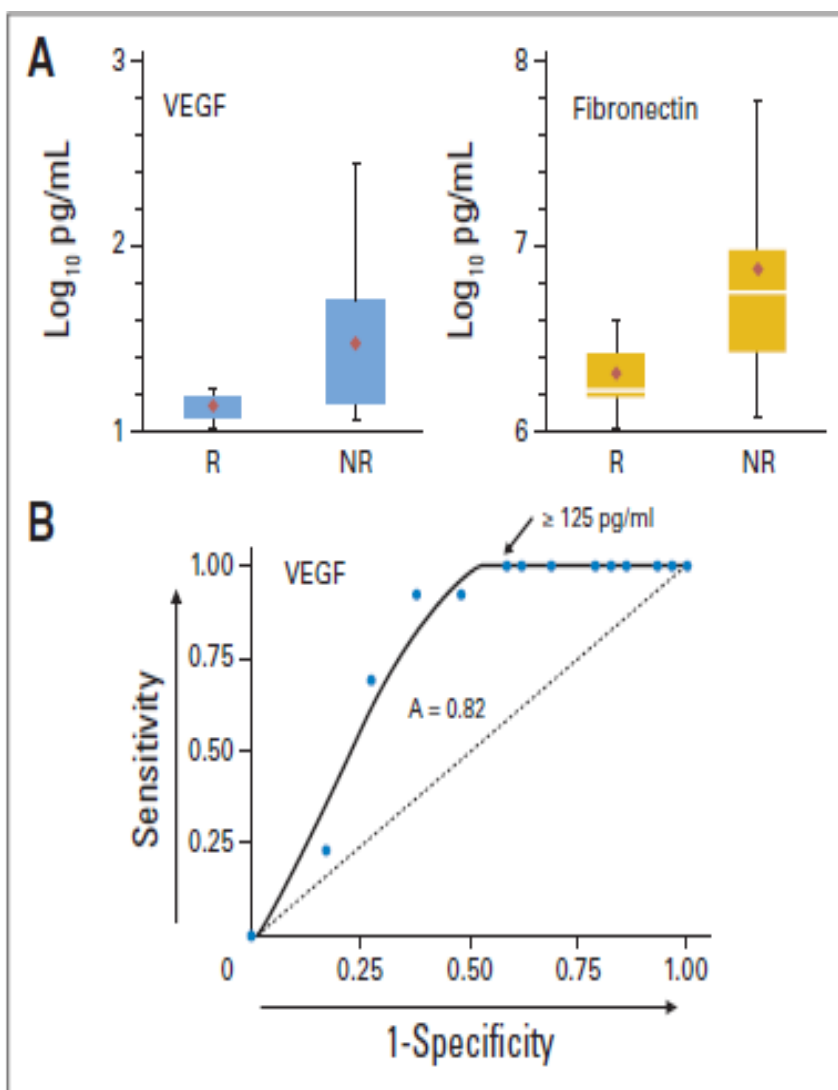 A
VEGF
Log10 pg/mL
3
2
1
R
NR
Fibronectin
Log10 pg/mL
8
7
6
R
NR
B
VEGF
≥ 125 pg/ml
A = 0.82
Sensitivity
1.00
0.75
0.50
0.25
0
0.25
0.50
0.75
1.00
1-Specificity